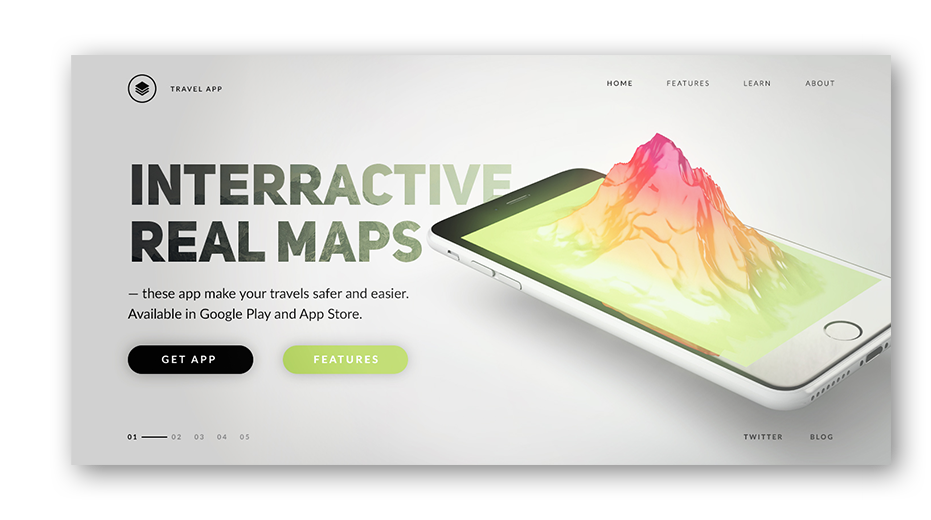 TRAVEL APP
HOME FEATURES LEARN ABOUT
INTERRACTIVE
REAL MAPS
— these app make your travels safer and easier.
Available in Google Play and App Store.
GET APP FEATURES
01 02 03 04 05
TWITTER BLOG